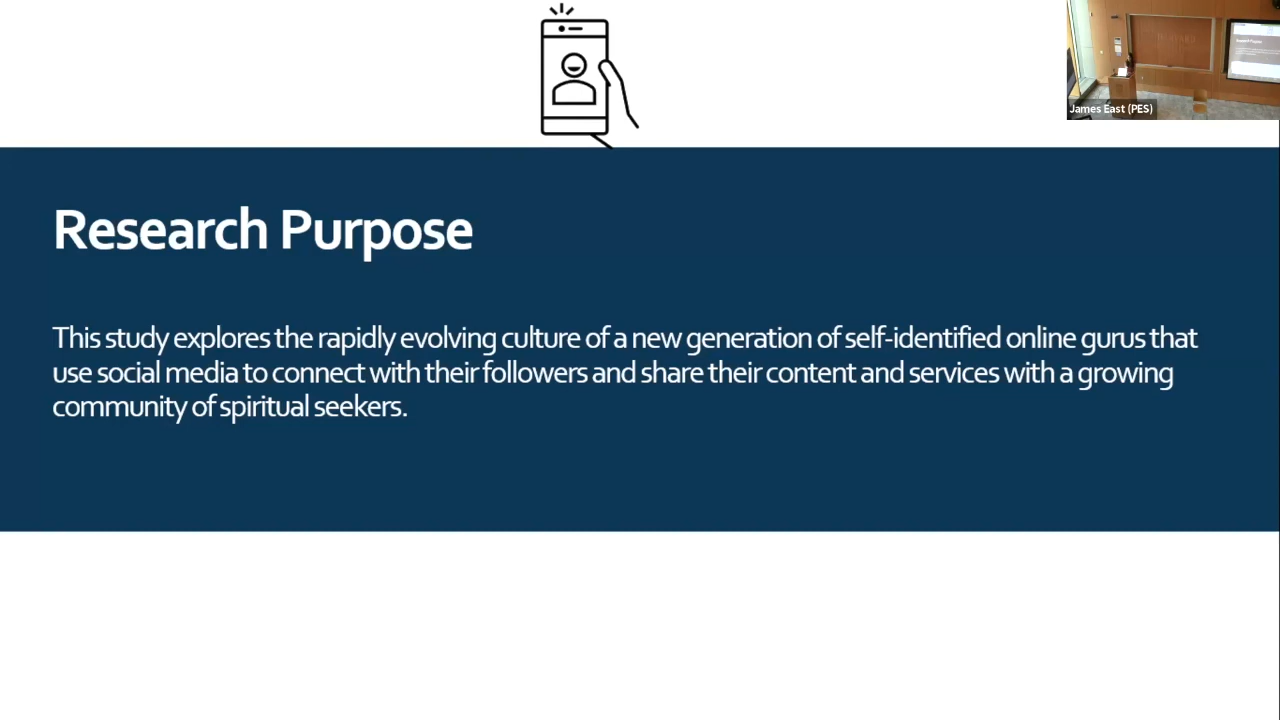 James East (PES)
Research Purpose
This study explores the rapidly evolving culture of a new generation of self-identified online gurus that
use social media to connect with their followers and share their content and services with a growing
community of spiritual seekers.